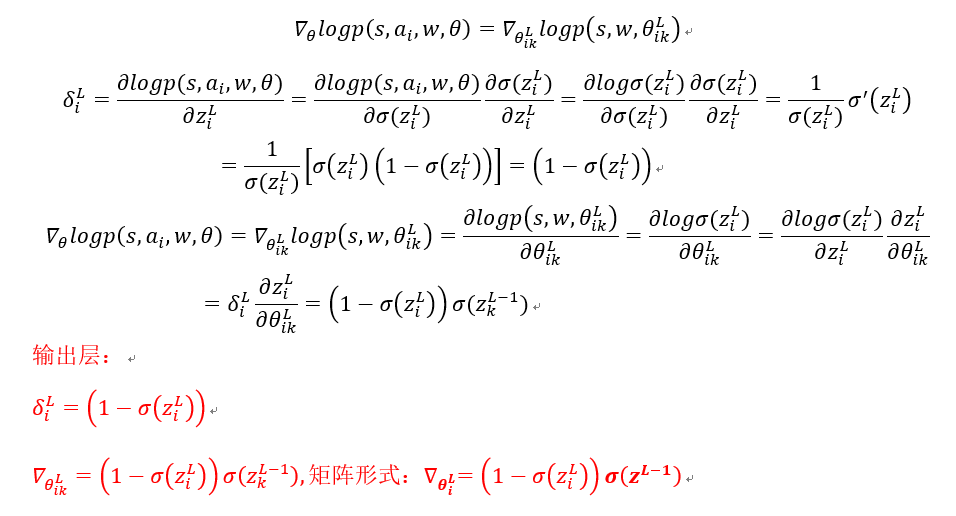 ∇_θ logp(s, a_i, w, θ) = ∇_{θ_{ik}^L} logp(s, w, θ_{ik}^L)
δ_i^L = ∂logp(s, a_i, w, θ)/∂z_i^L = ∂logp(s, a_i, w, θ)/∂σ(z_i^L) ∂σ(z_i^L)/∂z_i^L = ∂logσ(z_i^L)/∂σ(z_i^L) ∂σ(z_i^L)/∂z_i^L = 1/σ(z_i^L) σ′(z_i^L)
= 1/σ(z_i^L) [σ(z_i^L)(1 − σ(z_i^L))] = (1 − σ(z_i^L))
∇_θ logp(s, a_i, w, θ) = ∇_{θ_{ik}^L} logp(s, w, θ_{ik}^L) = ∂logp(s, w, θ_{ik}^L)/∂θ_{ik}^L = ∂logσ(z_i^L)/∂θ_{ik}^L = ∂logσ(z_i^L)/∂z_i^L ∂z_i^L/∂θ_{ik}^L
= δ_i^L ∂z_i^L/∂θ_{ik}^L = (1 − σ(z_i^L)) σ(z_k^{L−1})
输出层：
δ_i^L = (1 − σ(z_i^L))
∇_{θ_{ik}^L} = (1 − σ(z_i^L)) σ(z_k^{L−1}), 矩阵形式：∇_{θ_i^L} = (1 − σ(z_i^L)) σ(z^{L−1})